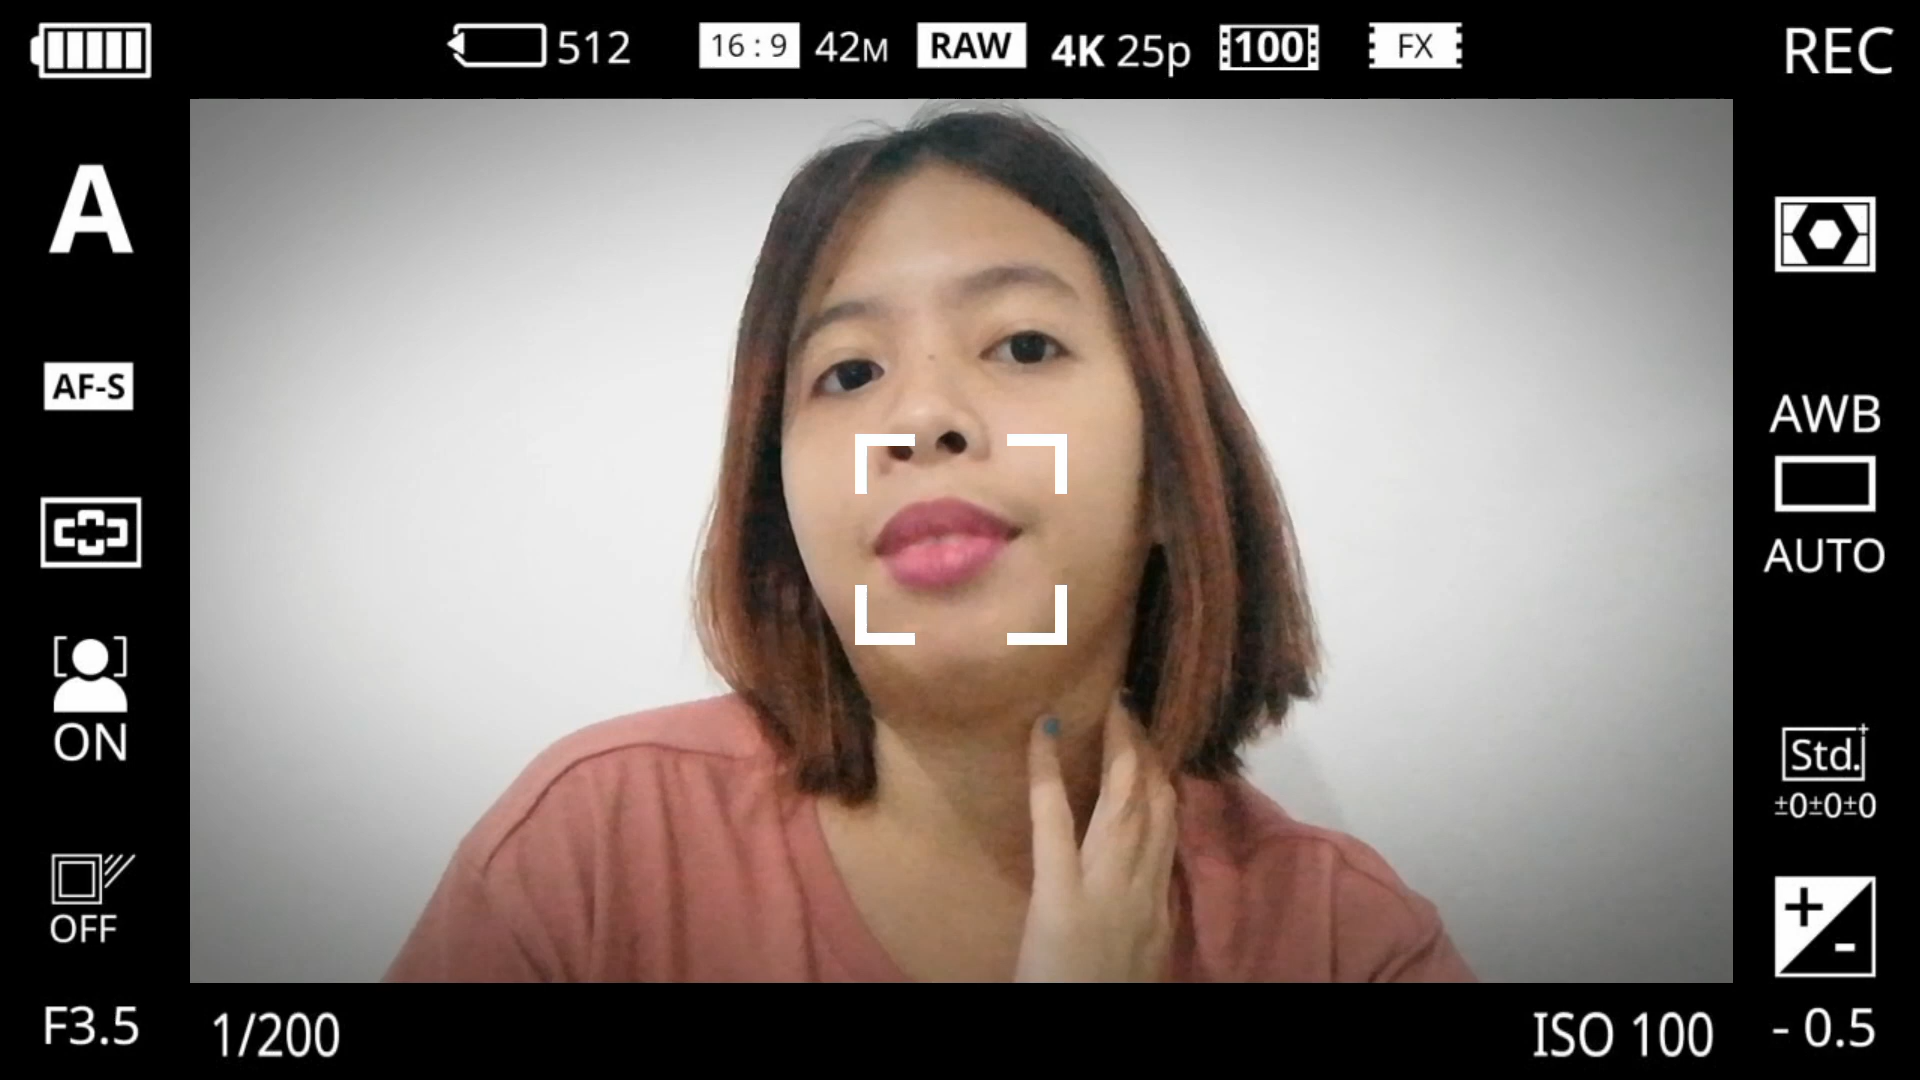 512 16:9 42M RAW 4K 25p 100 FX REC
A
AF-S
AWB
AUTO
ON
Std.+
±0±0±0
OFF
F3.5 1/200 ISO 100 - 0.5